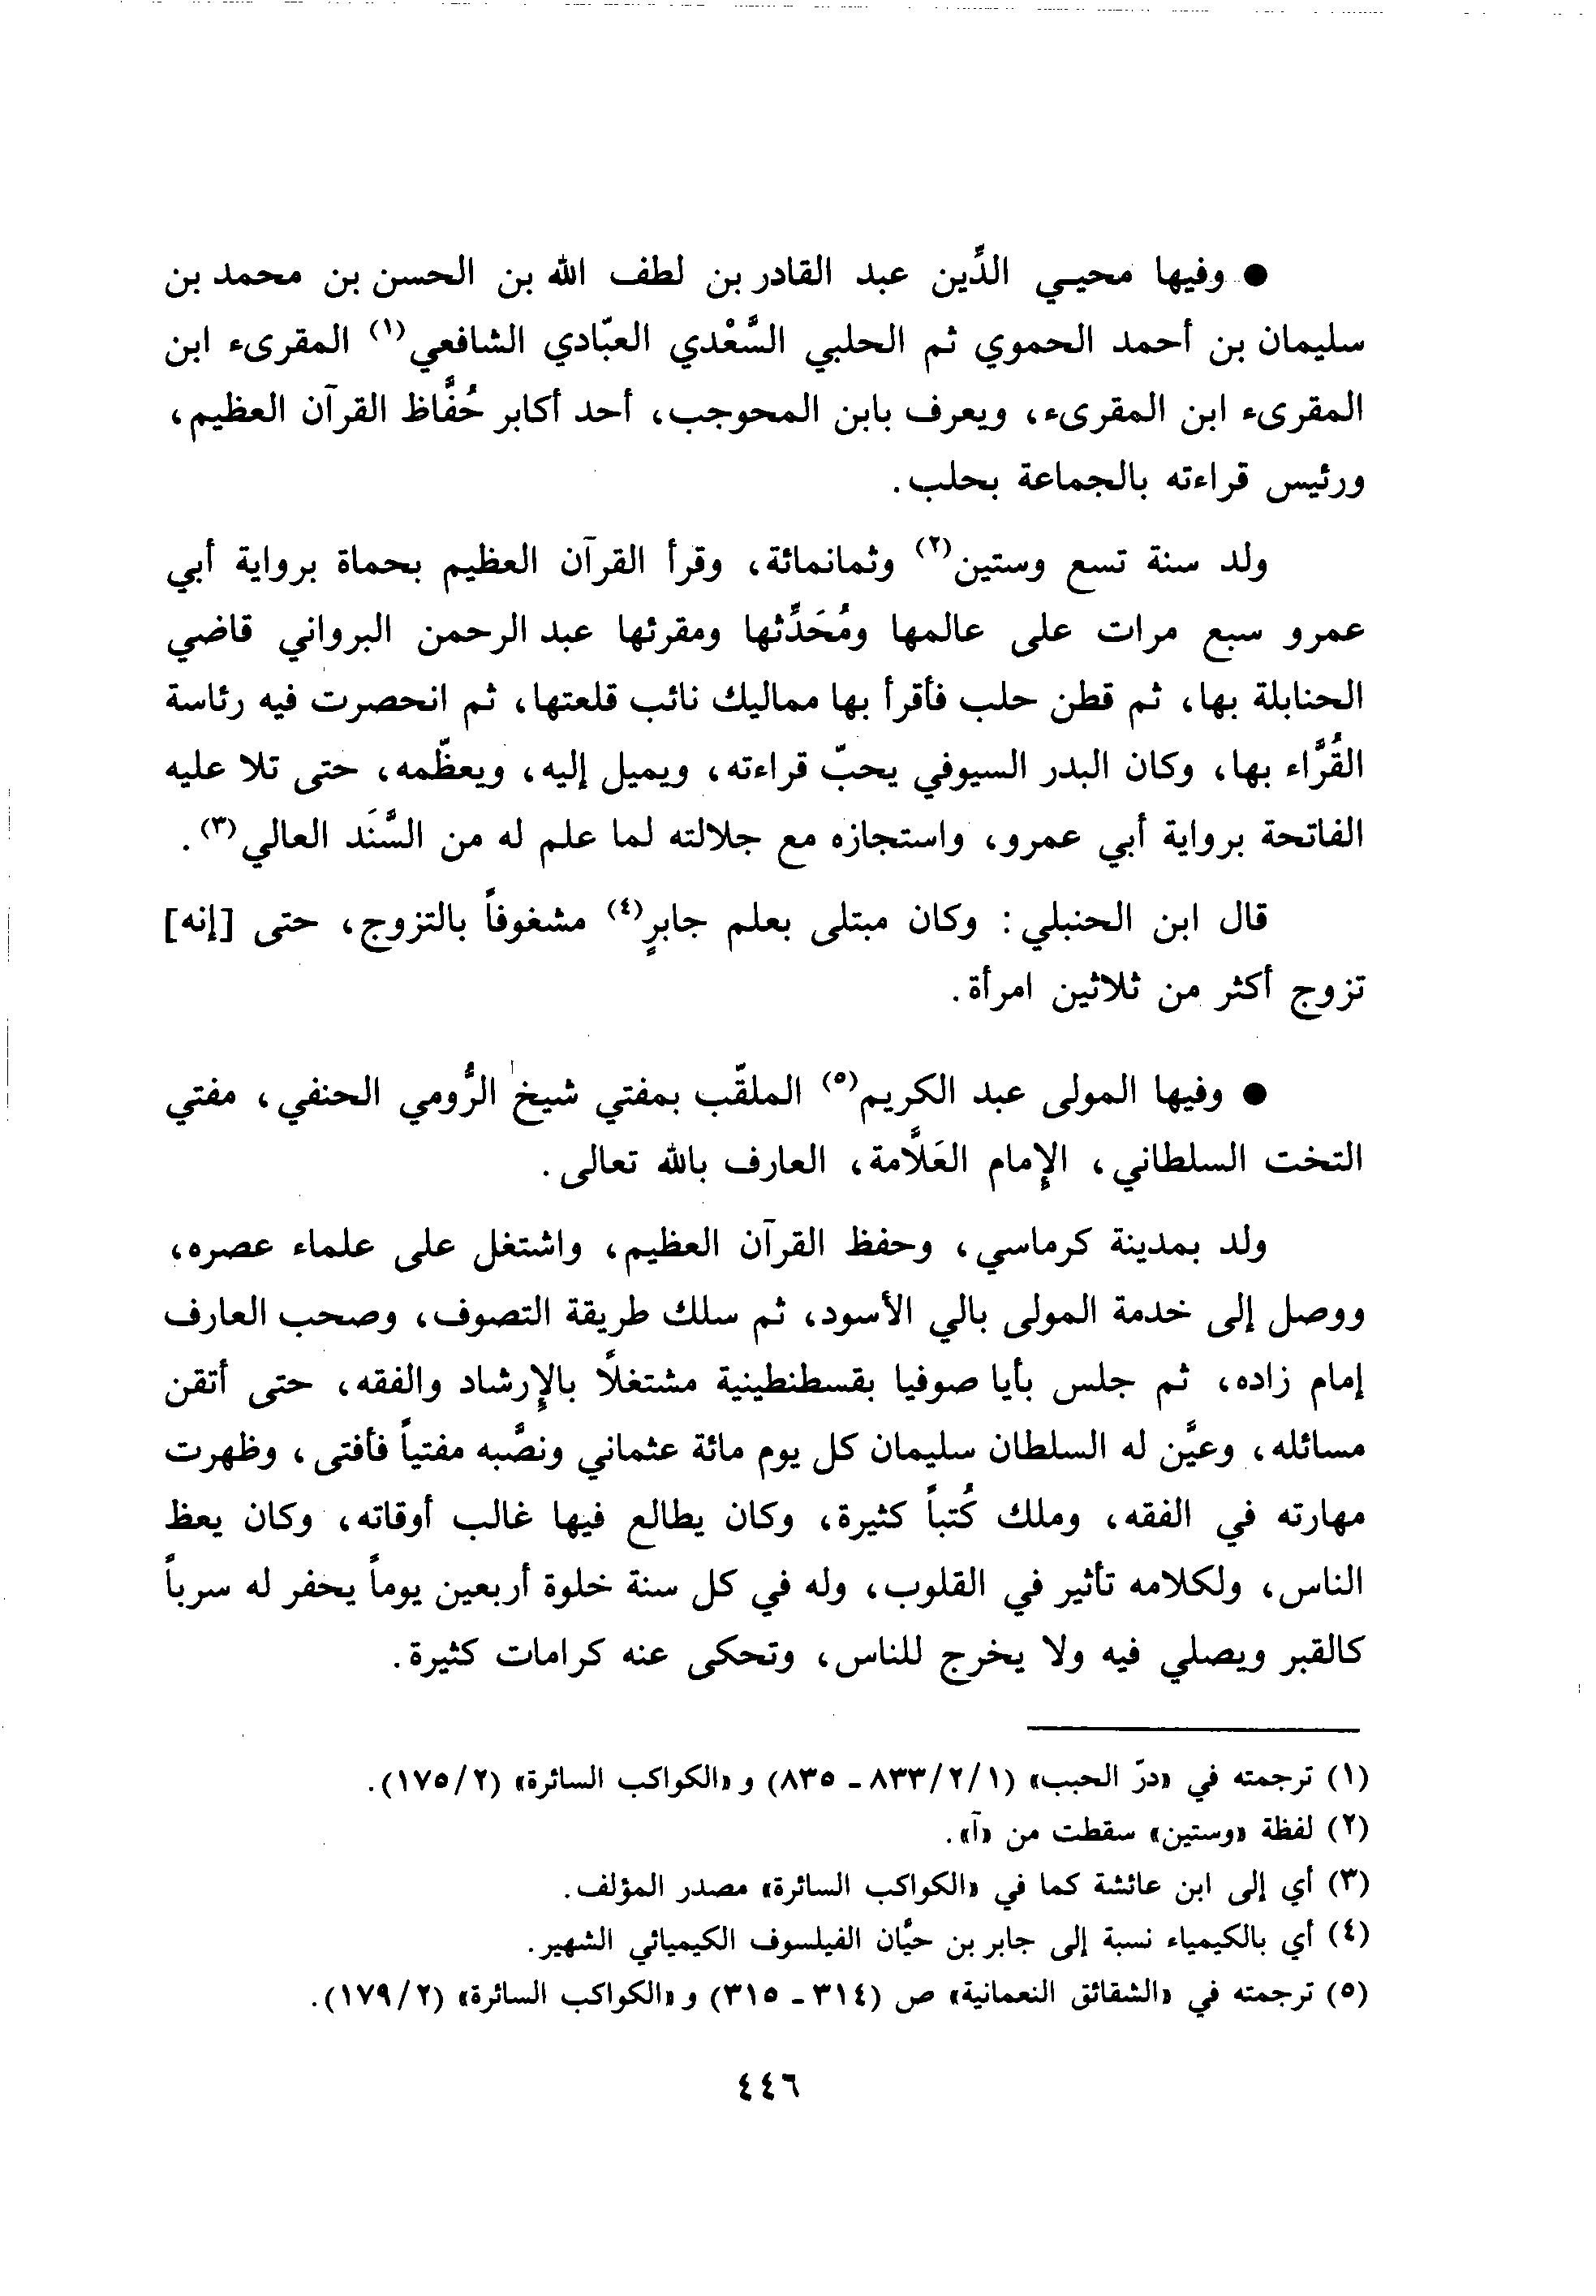 ● وفيها محيي الدِّين عبد القادر بن لطف الله بن الحسن بن محمد بن
سليمان بن أحمد الحموي ثم الحلبي السَّعْدي العبّادي الشافعي(١) المقرىء ابن
المقرىء ابن المقرىء، ويعرف بابن المحوجب، أحد أكابر حُفَّاظ القرآن العظيم،
ورئيس قراءته بالجماعة بحلب.
ولد سنة تسع وستين(٢) وثمانمائة، وقرأ القرآن العظيم بحماة برواية أبي
عمرو سبع مرات على عالمها ومُحَدِّثها ومقرئها عبد الرحمن البرواني قاضي
الحنابلة بها، ثم قطن حلب فأقرأ بها مماليك نائب قلعتها، ثم انحصرت فيه رئاسة
القُرَّاء بها، وكان البدر السيوفي يحبّ قراءته، ويميل إليه، ويعظّمه، حتى تلا عليه
الفاتحة برواية أبي عمرو، واستجازه مع جلالته لما علم له من السَّنَد العالي(٣).
قال ابن الحنبلي: وكان مبتلى بعلم جابرٍ(٤) مشغوفاً بالتزوج، حتى [إنه]
تزوج أكثر من ثلاثين امرأة.
● وفيها المولى عبد الكريم(٥) الملقّب بمفتي شيخ الرُّومي الحنفي، مفتي
التخت السلطاني، الإمام العَلَّامة، العارف بالله تعالى.
ولد بمدينة كرماسي، وحفظ القرآن العظيم، واشتغل على علماء عصره،
ووصل إلى خدمة المولى بالي الأسود، ثم سلك طريقة التصوف، وصحب العارف
إمام زاده، ثم جلس بأيا صوفيا بقسطنطينية مشتغلاً بالإرشاد والفقه، حتى أتقن
مسائله، وعيَّن له السلطان سليمان كل يوم مائة عثماني ونصَّبه مفتياً فأفتى، وظهرت
مهارته في الفقه، وملك كُتباً كثيرة، وكان يطالع فيها غالب أوقاته، وكان يعظ
الناس، ولكلامه تأثير في القلوب، وله في كل سنة خلوة أربعين يوماً يحفر له سرباً
كالقبر ويصلي فيه ولا يخرج للناس، وتحكى عنه كرامات كثيرة.
(١) ترجمته في «درّ الحبب» (٨٣٣/٢/١ ـ ٨٣٥) و «الكواكب السائرة» (١٧٥/٢).
(٢) لفظة «وستين» سقطت من «آ».
(٣) أي إلى ابن عائشة كما في «الكواكب السائرة» مصدر المؤلف.
(٤) أي بالكيمياء نسبة إلى جابر بن حيَّان الفيلسوف الكيميائي الشهير.
(٥) ترجمته في «الشقائق النعمانية» ص (٣١٤ ـ ٣١٥) و «الكواكب السائرة» (١٧٩/٢).
٤٤٦